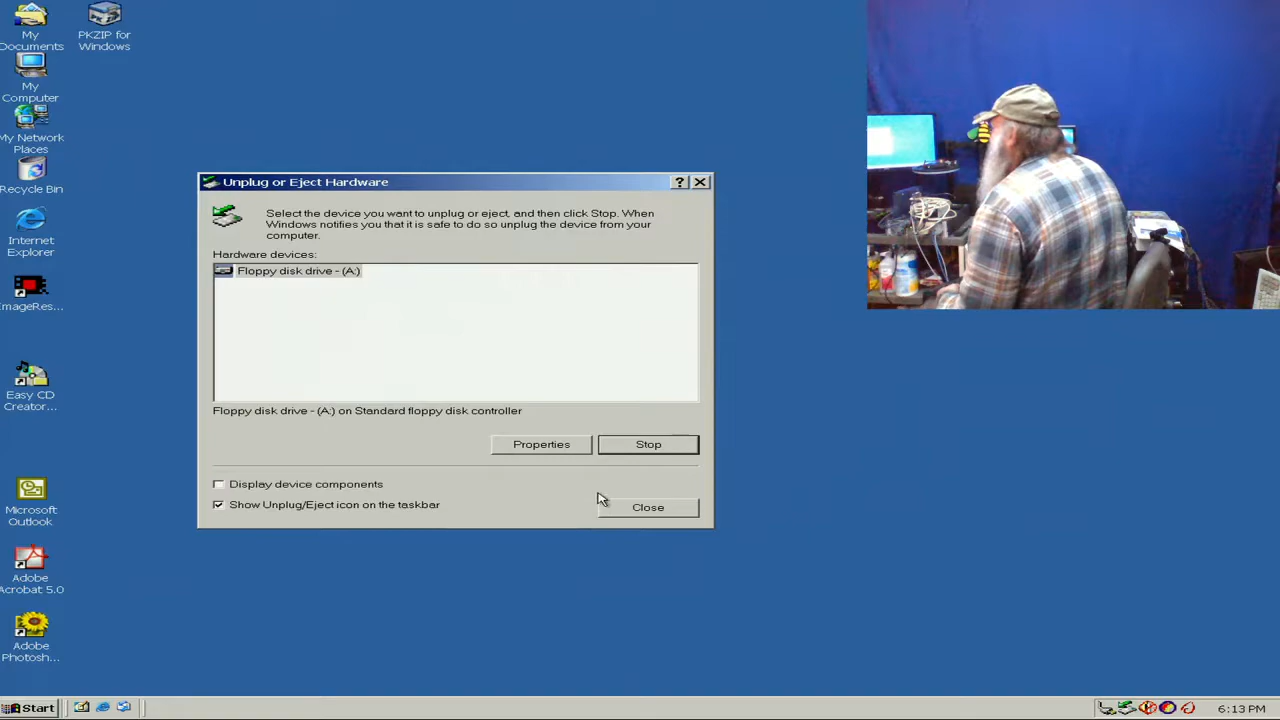 My
Documents
PKZIP for
Windows
My
Computer
My Network
Places
Recycle Bin
Internet
Explorer
ImageRes...
Easy CD
Creator...
Microsoft
Outlook
Adobe
Acrobat 5.0
Adobe
Photosh...
Unplug or Eject Hardware
Select the device you want to unplug or eject, and then click Stop. When
Windows notifies you that it is safe to do so unplug the device from your
computer.
Hardware devices:
Floppy disk drive - (A:)
Floppy disk drive - (A:) on Standard floppy disk controller
Properties
Stop
Display device components
Show Unplug/Eject icon on the taskbar
Close
Start
6:13 PM